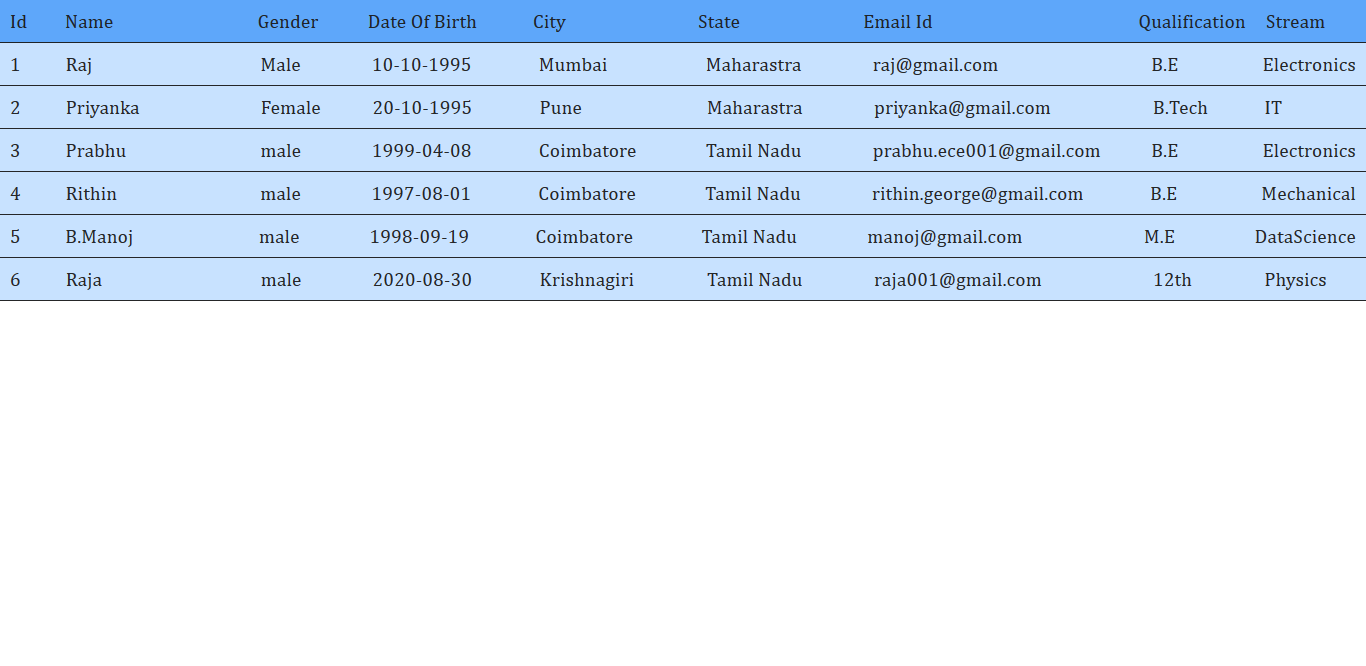 Id Name Gender Date Of Birth City State Email Id Qualification Stream
1 Raj Male 10-10-1995 Mumbai Maharastra raj@gmail.com B.E Electronics
2 Priyanka Female 20-10-1995 Pune Maharastra priyanka@gmail.com B.Tech IT
3 Prabhu male 1999-04-08 Coimbatore Tamil Nadu prabhu.ece001@gmail.com B.E Electronics
4 Rithin male 1997-08-01 Coimbatore Tamil Nadu rithin.george@gmail.com B.E Mechanical
5 B.Manoj male 1998-09-19 Coimbatore Tamil Nadu manoj@gmail.com M.E DataScience
6 Raja male 2020-08-30 Krishnagiri Tamil Nadu raja001@gmail.com 12th Physics